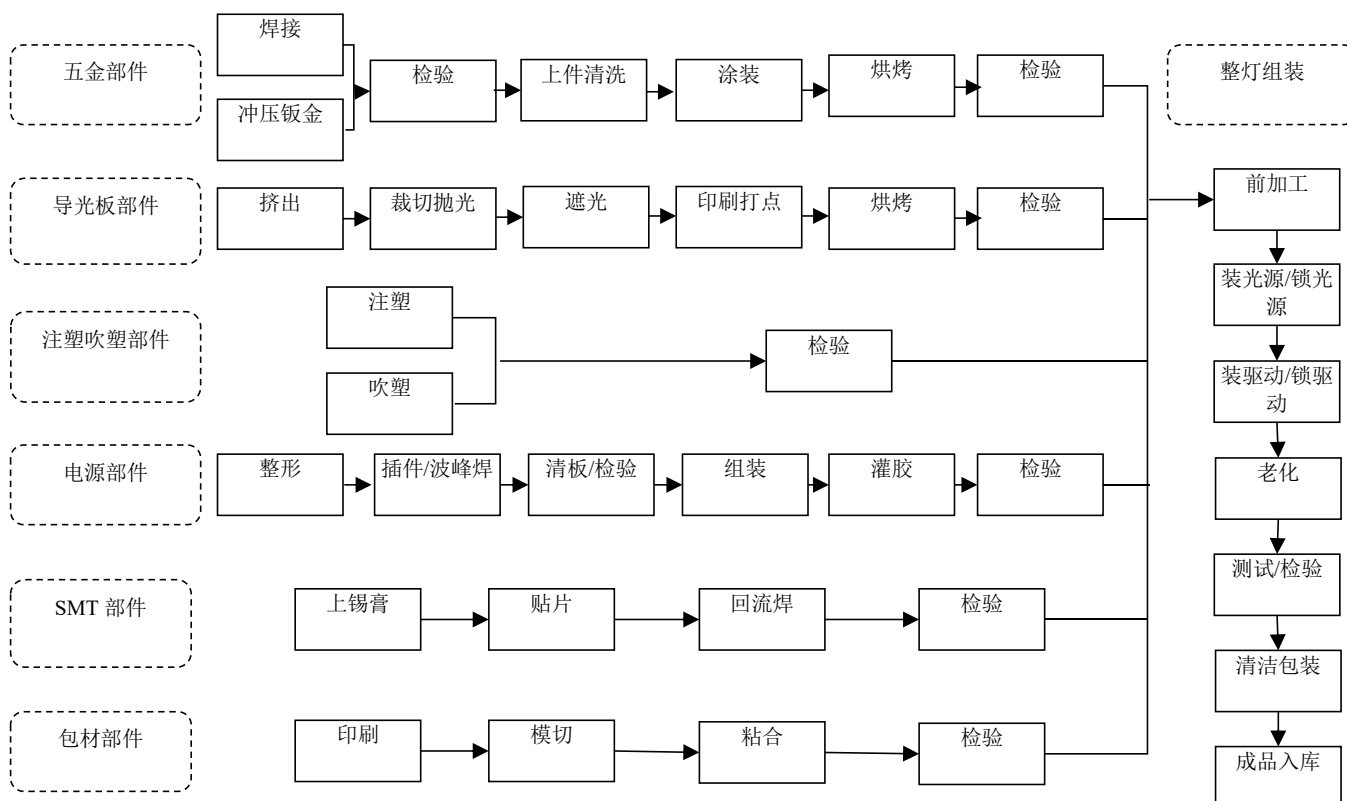 五金部件
焊接
冲压钣金
检验
上件清洗
涂装
烘烤
检验
导光板部件
挤出
裁切抛光
遮光
印刷打点
烘烤
检验
注塑吹塑部件
注塑
吹塑
检验
电源部件
整形
插件/波峰焊
清板/检验
组装
灌胶
检验
SMT 部件
上锡膏
贴片
回流焊
检验
包材部件
印刷
模切
粘合
检验
整灯组装
前加工
装光源/锁光
源
装驱动/锁驱
动
老化
测试/检验
清洁包装
成品入库